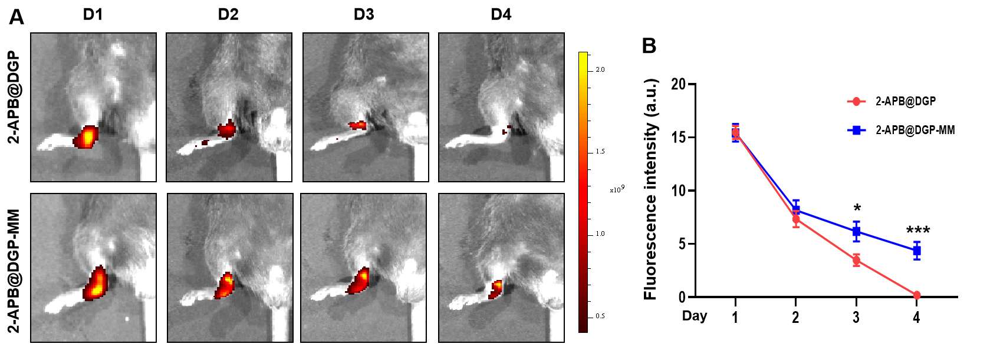 A
D1
D2
D3
D4
2-APB@DGP
2-APB@DGP-MM
2.0
1.5
x10⁹
1.0
0.5
B
Fluorescence intensity (a.u.)
20
15
10
5
0
2-APB@DGP
2-APB@DGP-MM
*
***
Day
1
2
3
4